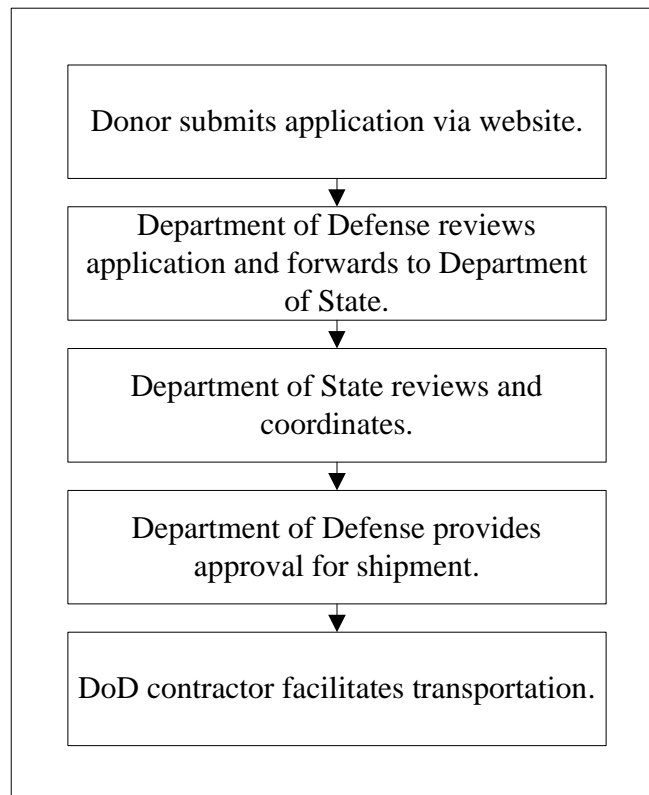 Donor submits application via website.
Department of Defense reviews
application and forwards to Department
of State.
Department of State reviews and
coordinates.
Department of Defense provides
approval for shipment.
DoD contractor facilitates transportation.